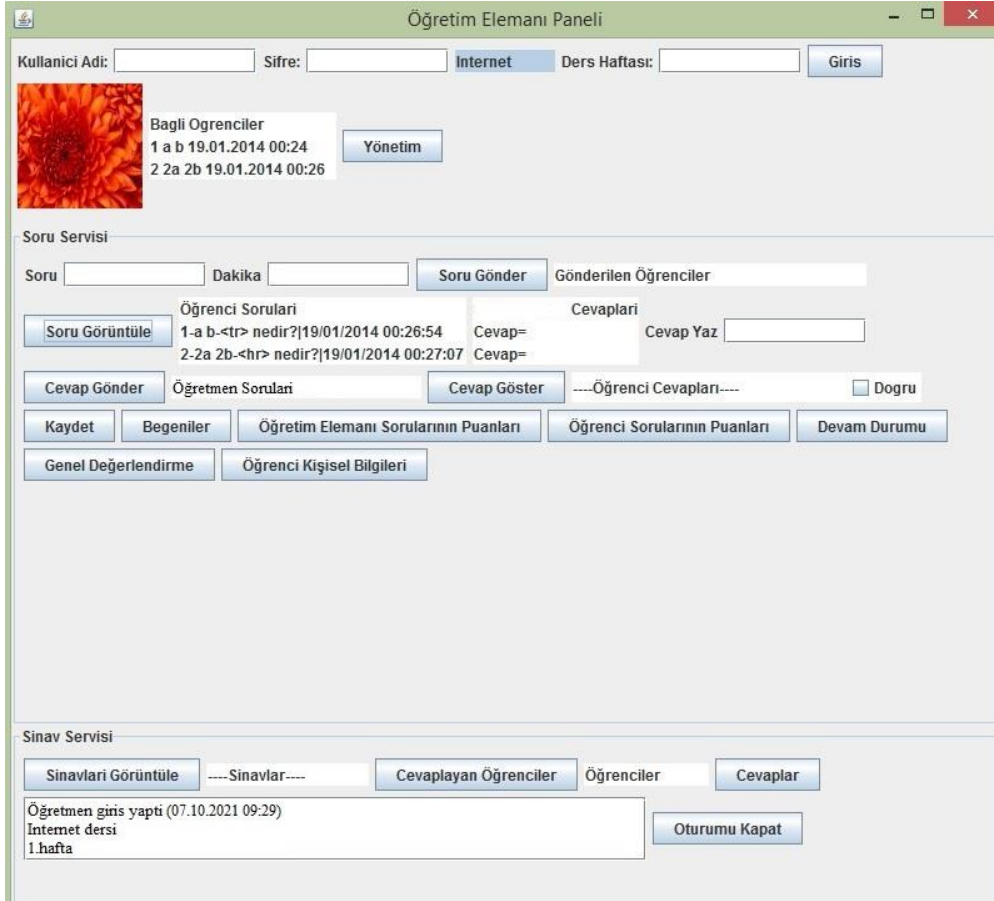 Öğretim Elemanı Paneli
Kullanici Adi: Sifre: Internet Ders Haftası: Giris
Bagli Ogrenciler
1 a b 19.01.2014 00:24
2 2a 2b 19.01.2014 00:26
Yönetim
Soru Servisi
Soru Dakika Soru Gönder Gönderilen Öğrenciler
Soru Görüntüle
Öğrenci Sorulari Cevaplari
1-a b-<tr> nedir?|19/01/2014 00:26:54 Cevap=
2-2a 2b-<hr> nedir?|19/01/2014 00:27:07 Cevap=
Cevap Yaz
Cevap Gönder Öğretmen Sorulari Cevap Göster ----Öğrenci Cevapları---- Dogru
Kaydet Begeniler Öğretim Elemanı Sorularının Puanları Öğrenci Sorularının Puanları Devam Durumu
Genel Değerlendirme Öğrenci Kişisel Bilgileri
Sinav Servisi
Sinavlari Görüntüle ----Sinavlar---- Cevaplayan Öğrenciler Öğrenciler Cevaplar
Öğretmen giris yapti (07.10.2021 09:29)
Internet dersi
1.hafta
Oturumu Kapat